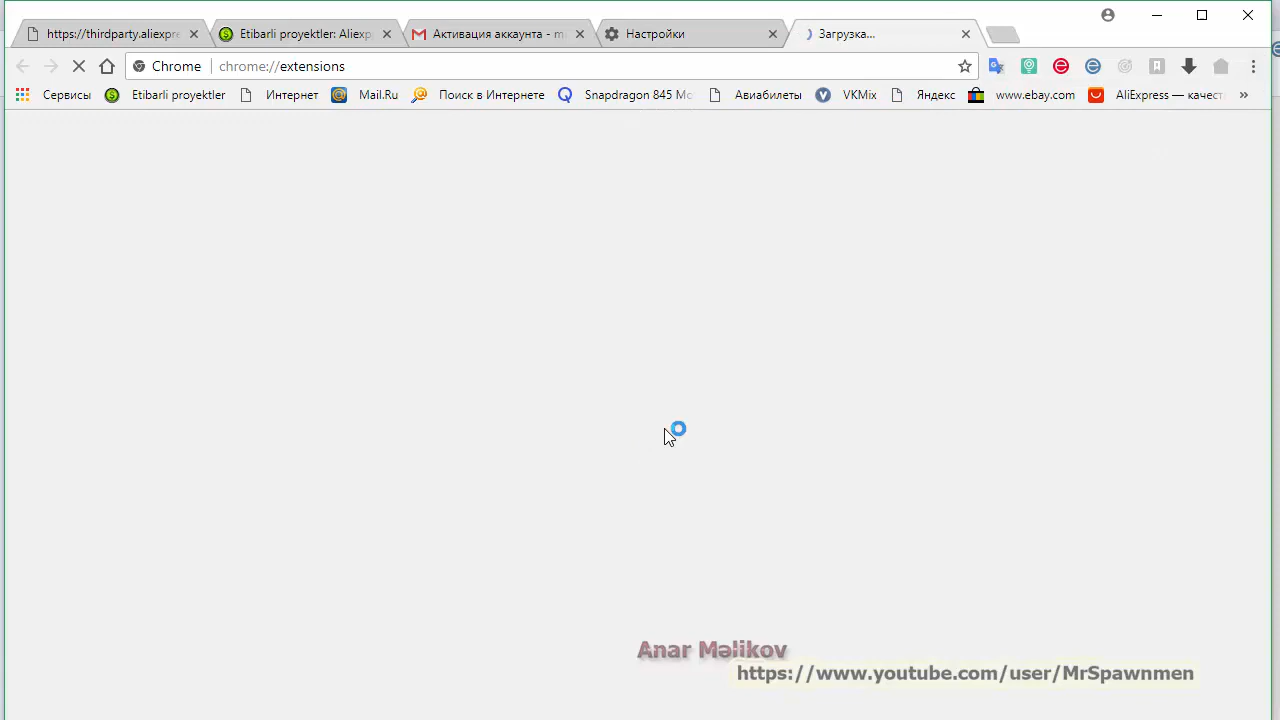 https://thirdparty.aliexpre
Etibarli proyektler: Aliexp
Активация аккаунта - m
Настройки
Загрузка...
Chrome
chrome://extensions
Сервисы
Etibarli proyektler
Интернет
Mail.Ru
Поиск в Интернете
Snapdragon 845 Mo
Авиабилеты
VKMix
Яндекс
www.ebay.com
AliExpress — качест
Anar Məlikov
https://www.youtube.com/user/MrSpawnmen